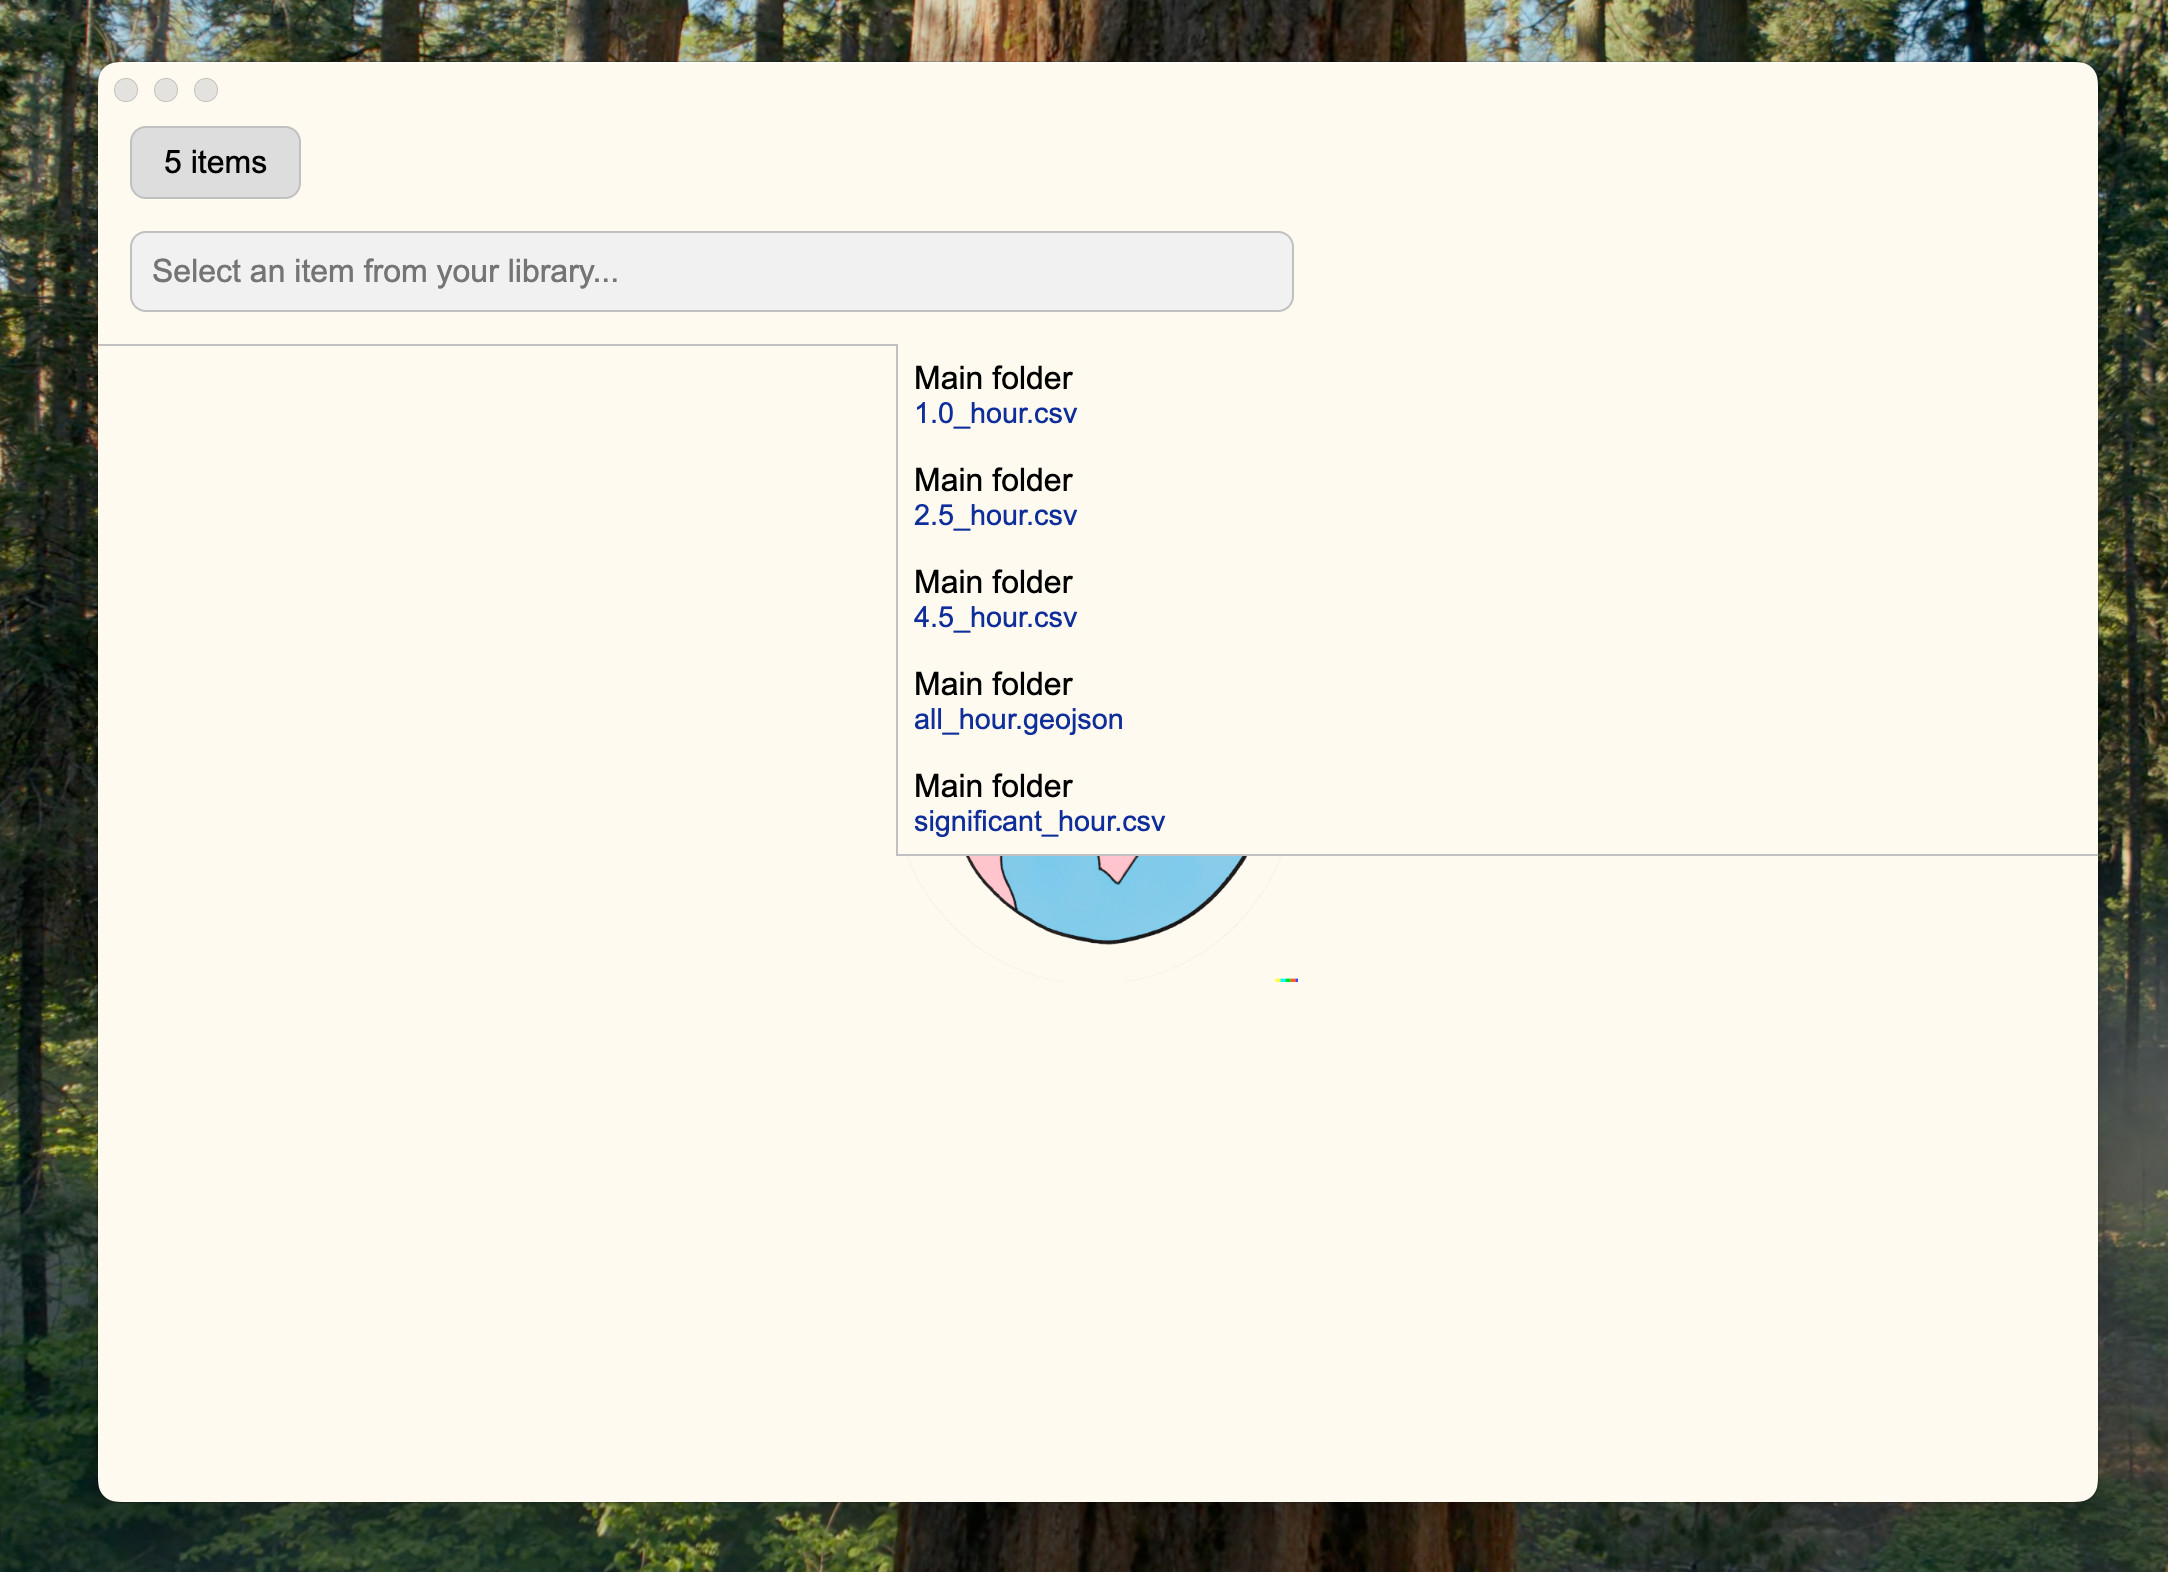 5 items
Select an item from your library...
Main folder
1.0_hour.csv
Main folder
2.5_hour.csv
Main folder
4.5_hour.csv
Main folder
all_hour.geojson
Main folder
significant_hour.csv